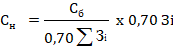 Сн = Сб / 0,70 ∑ Зi х 0,70 Зi